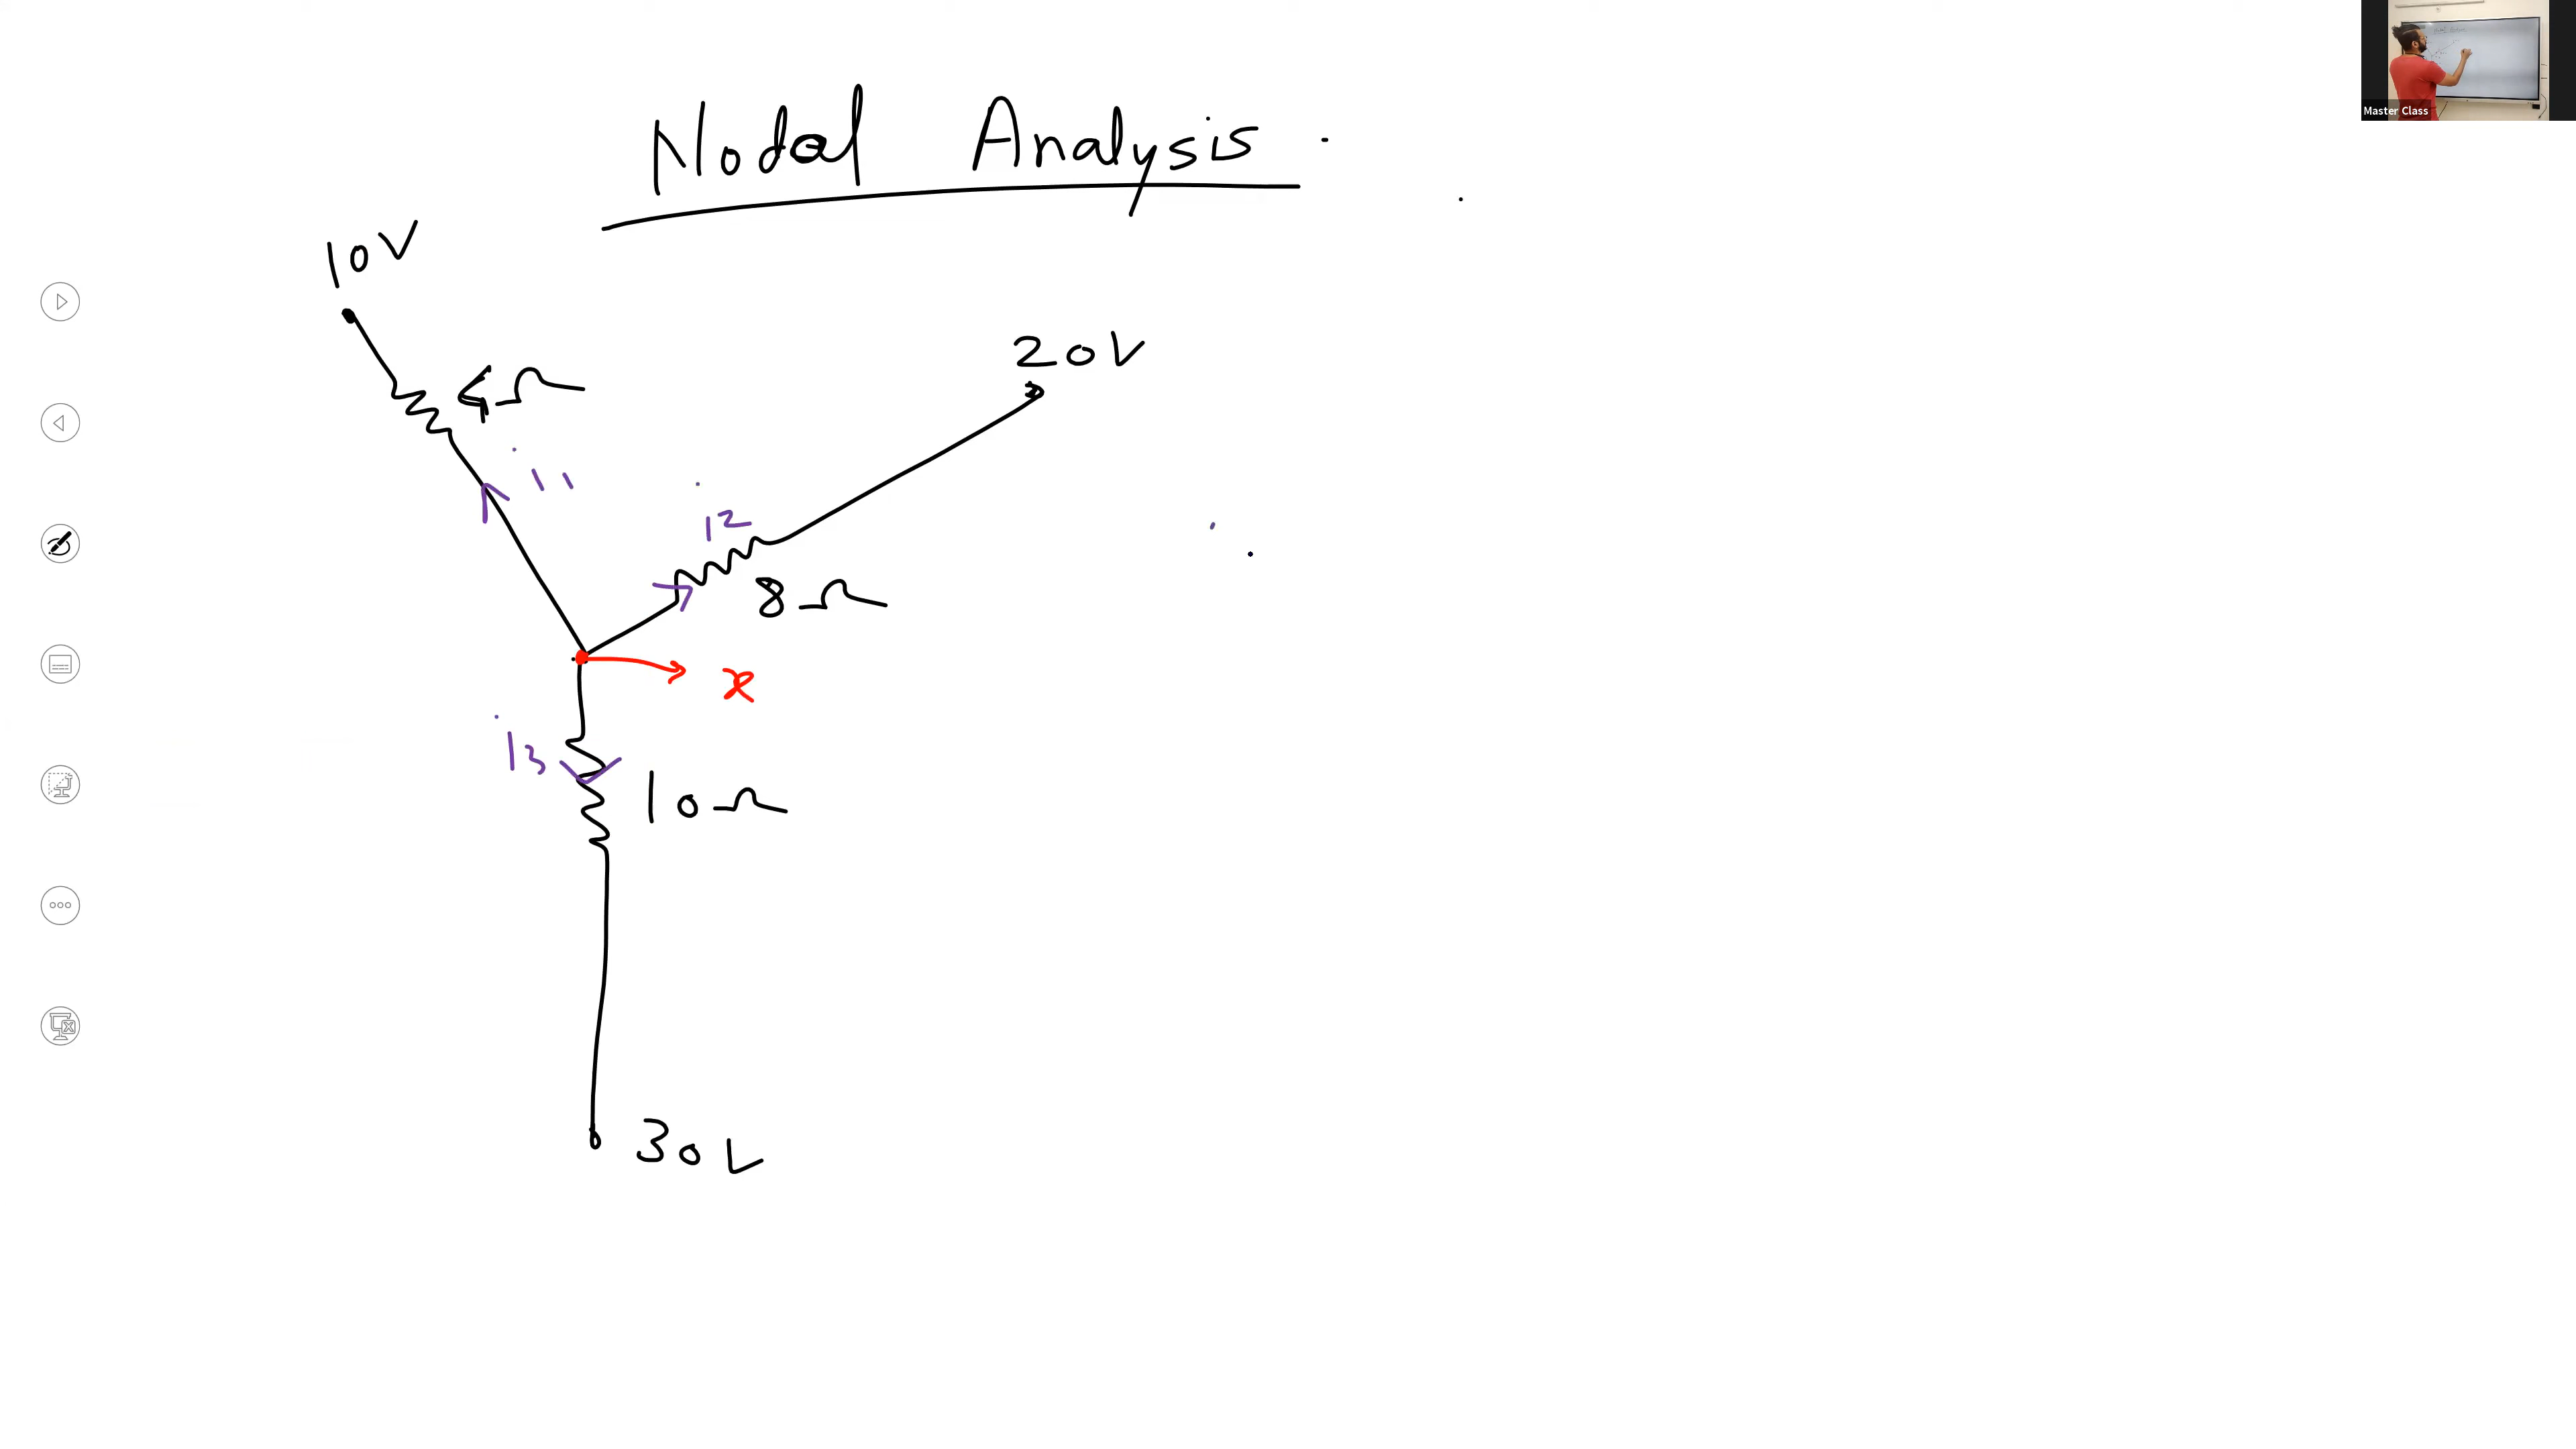 Nodal Analysis
10V
20V
4Ω
i1
i2
8Ω
x
i3
10Ω
30V
Master Class